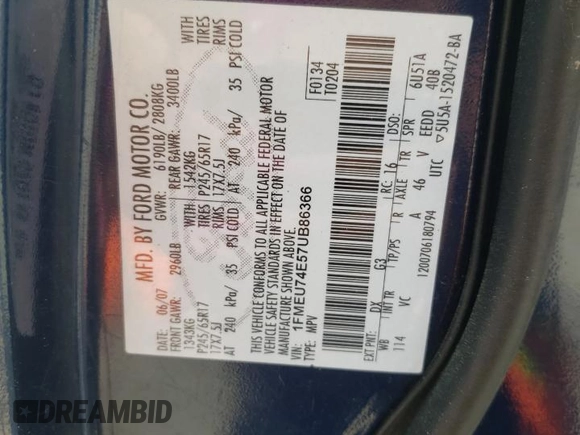 MFD. BY FORD MOTOR CO.
DATE: 06/07 GVWR: 6190LB/ 2808KG
FRONT GAWR: 2960LB REAR GAWR: 3400LB
1343KG WITH 1542KG WITH
P245/65R17 TIRES P245/65R17 TIRES
17X7.5J RIMS 17X7.5J RIMS
AT 240 kPa/ 35 PSI COLD AT 240 kPa/ 35 PSI COLD
THIS VEHICLE CONFORMS TO ALL APPLICABLE FEDERAL MOTOR
VEHICLE SAFETY STANDARDS IN EFFECT ON THE DATE OF
MANUFACTURE SHOWN ABOVE.
VIN: 1FMEU74E57UB86366
TYPE: MPV
F0134
T0204
EXT PNT: DX G3 RC: 16 DSO:
WB INT TR TP/PS R AXLE TR SPR 6U51A
114 VC A 46 V EEDD 40B
1200706180794 UTC ▽5U5A-1520472-BA
DREAMBID